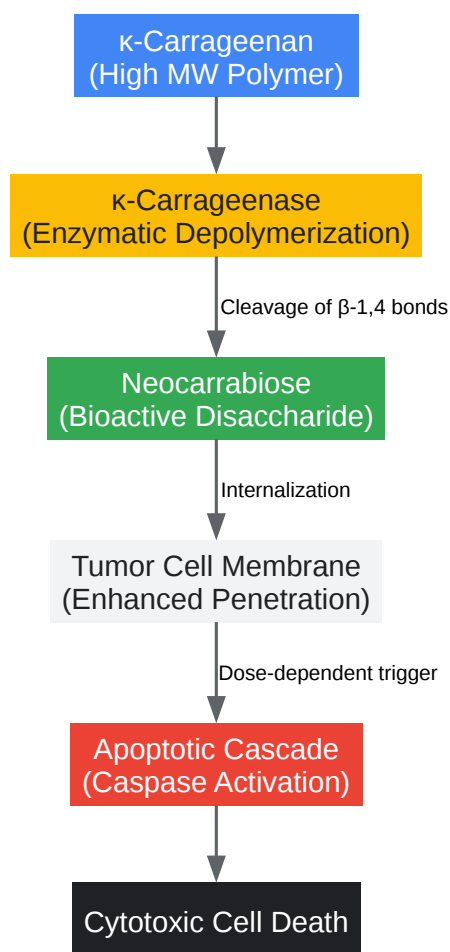 κ-Carrageenan
(High MW Polymer)
κ-Carrageenase
(Enzymatic Depolymerization)
Cleavage of β-1,4 bonds
Neocarrabiose
(Bioactive Disaccharide)
Internalization
Tumor Cell Membrane
(Enhanced Penetration)
Dose-dependent trigger
Apoptotic Cascade
(Caspase Activation)
Cytotoxic Cell Death